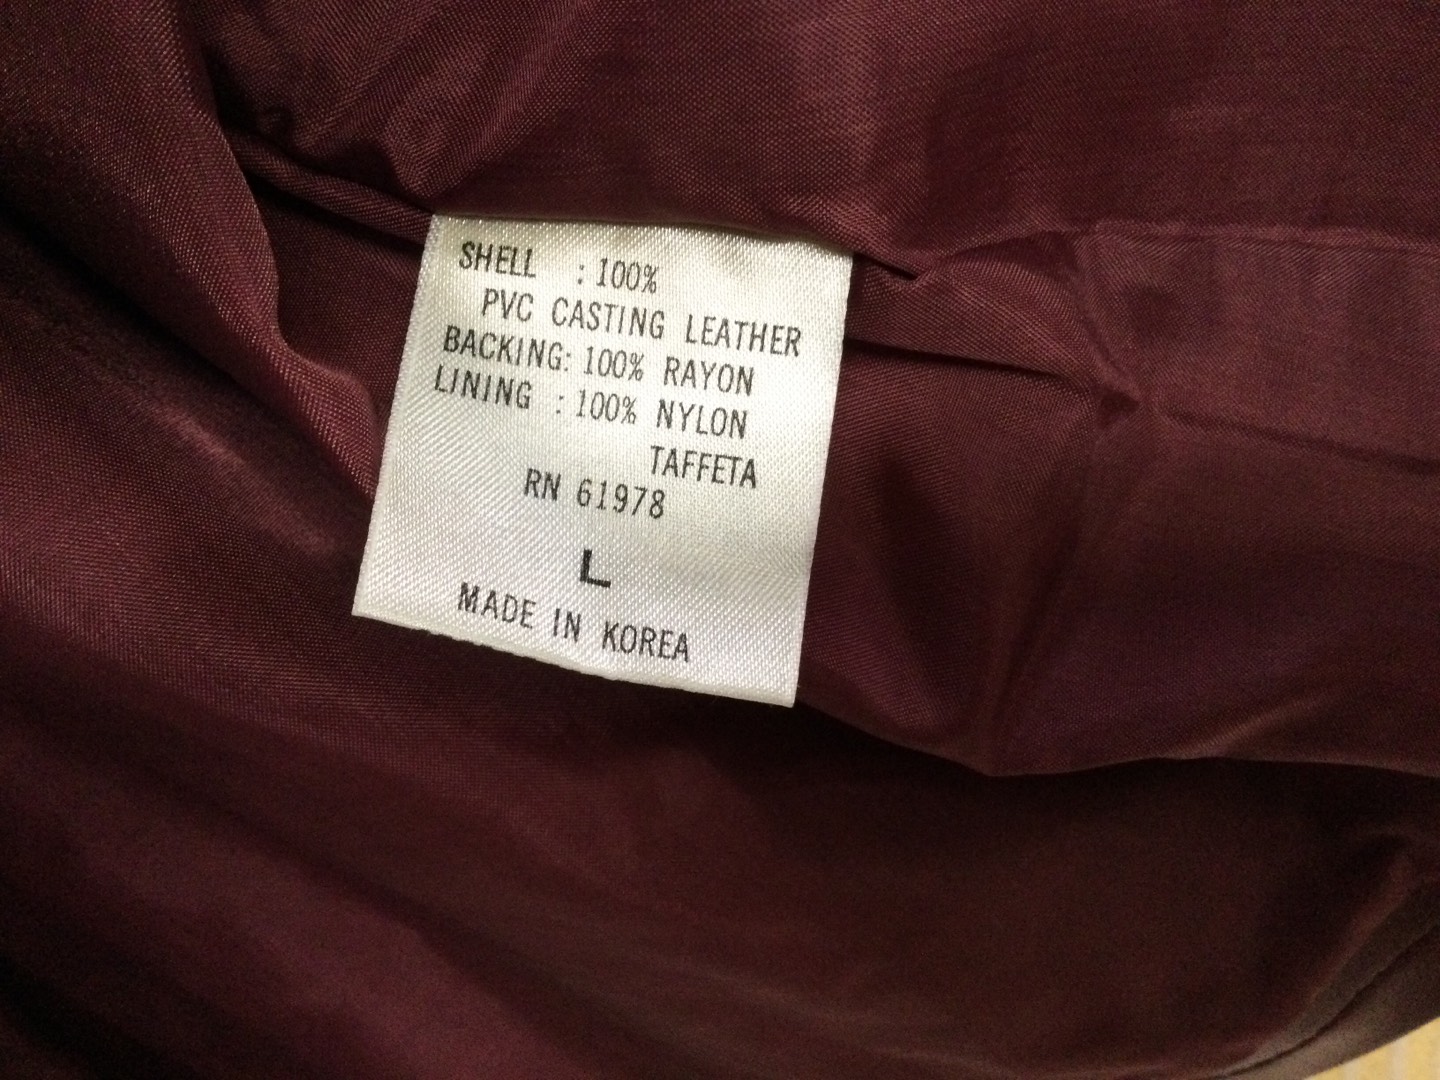 SHELL : 100%
PVC CASTING LEATHER
BACKING: 100% RAYON
LINING : 100% NYLON
TAFFETA
RN 61978
L
MADE IN KOREA